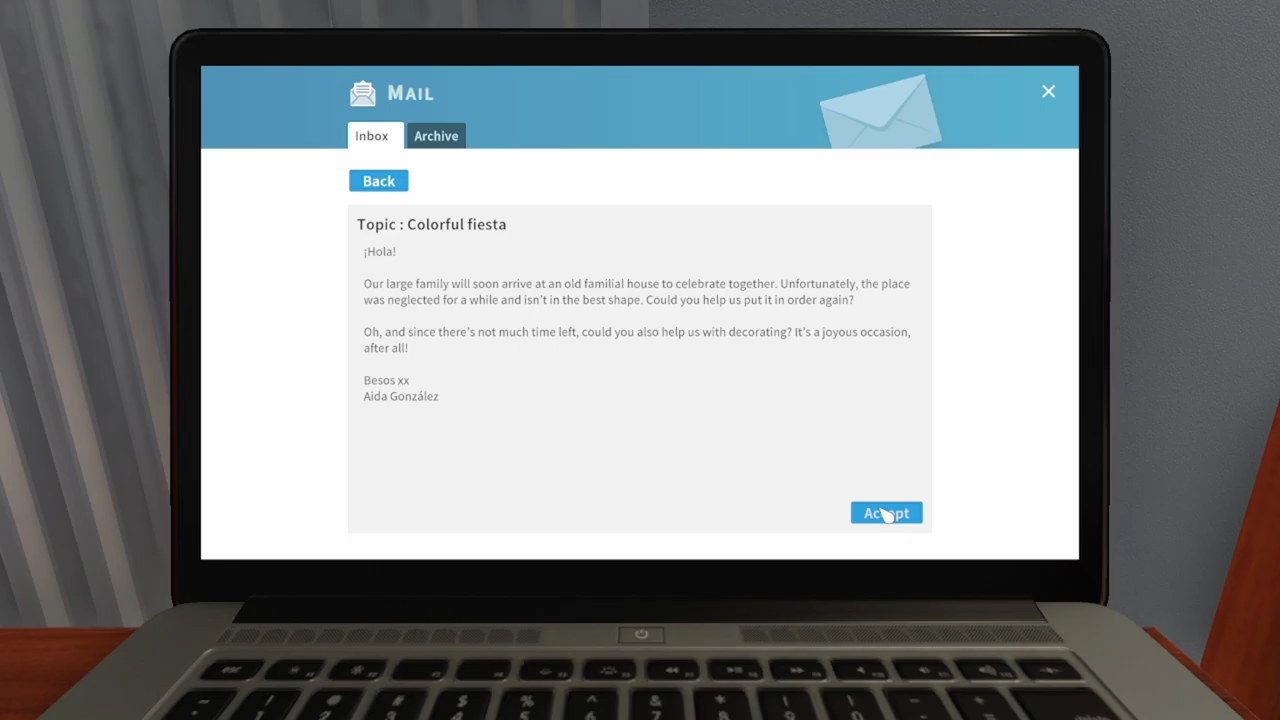 MAIL
Inbox
Archive
Back
Topic : Colorful fiesta
¡Hola!
Our large family will soon arrive at an old familial house to celebrate together. Unfortunately, the place
was neglected for a while and isn't in the best shape. Could you help us put it in order again?
Oh, and since there's not much time left, could you also help us with decorating? It's a joyous occasion,
after all!
Besos xx
Aida González
Accept